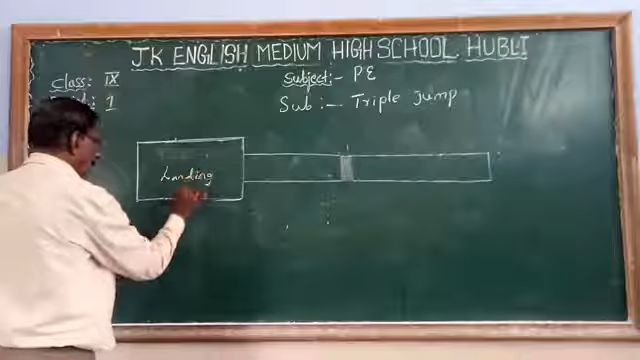 JK ENGLISH MEDIUM HIGH SCHOOL. HUBLI
Class: IX
Subject:- PE
: 1
Sub :- Triple Jump
Landing